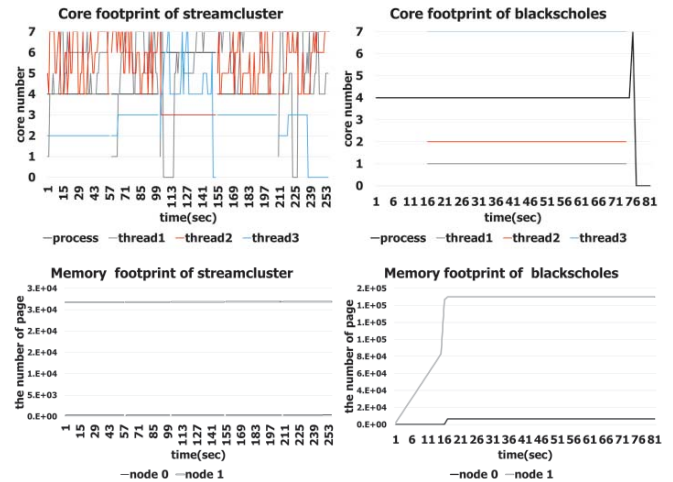 Core footprint of streamcluster
core number
7
6
5
4
3
2
1
0
1 15 29 43 57 71 85 99 113 127 141 155 169 183 197 211 225 239 253
time(sec)
process thread1 thread2 thread3
Core footprint of blackscholes
core number
7
6
5
4
3
2
1
0
1 6 11 16 21 26 31 36 41 46 51 56 61 66 71 76 81
time(sec)
process thread1 thread2 thread3
Memory footprint of streamcluster
the number of page
3.E+04
3.E+04
2.E+04
2.E+04
1.E+04
5.E+03
0.E+00
1 15 29 43 57 71 85 99 113 127 141 155 169 183 197 211 225 239 253
time(sec)
node 0 node 1
Memory footprint of blackscholes
the number of page
2.E+05
1.E+05
1.E+05
1.E+05
8.E+04
6.E+04
4.E+04
2.E+04
0.E+00
1 6 11 16 21 26 31 36 41 46 51 56 61 66 71 76 81
time(sec)
node 0 node 1